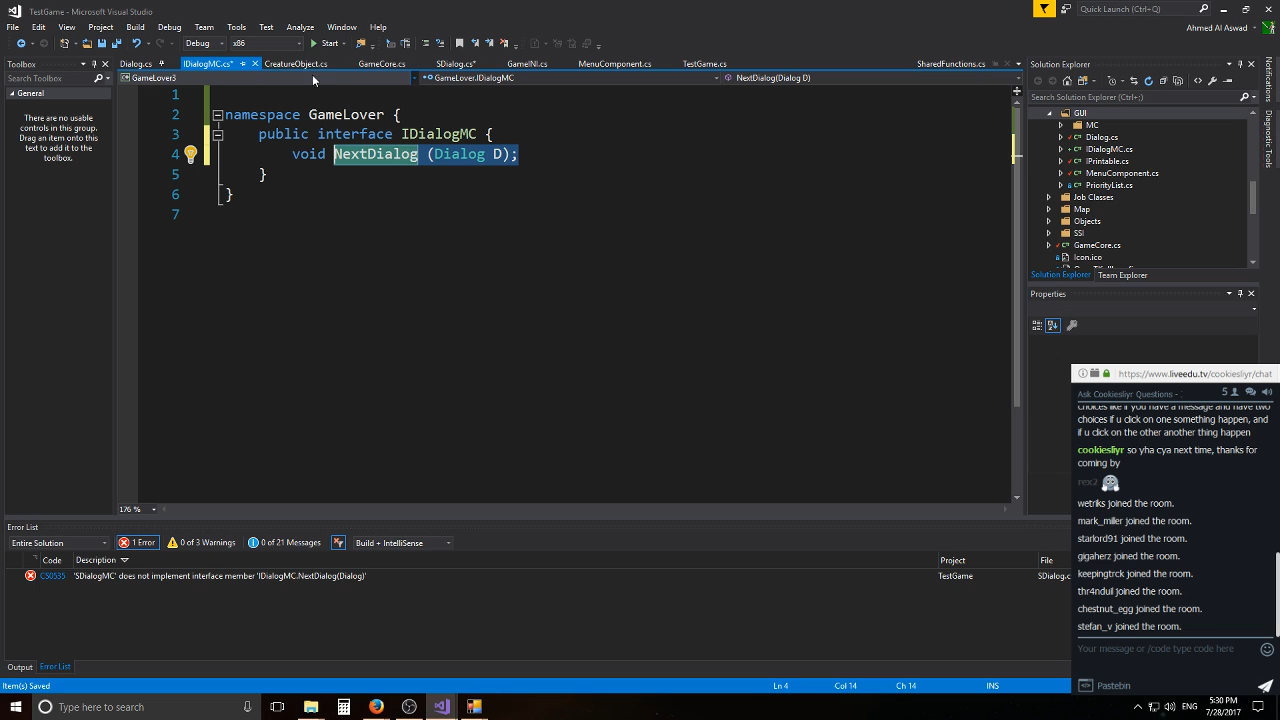 TestGame - Microsoft Visual Studio
Quick Launch (Ctrl+Q)
File Edit View Project Build Debug Team Tools Test Analyze Window Help
Ahmed Al Aswad
Debug x86 Start
Toolbox
Search Toolbox
General
There are no usable
controls in this group.
Drag an item onto this
text to add it to the
toolbox.
Dialog.cs IDialogMC.cs* CreatureObject.cs GameCore.cs SDialog.cs* GameINI.cs MenuComponent.cs TestGame.cs SharedFunctions.cs
GameLover3 GameLover.IDialogMC NextDialog(Dialog D)
1
2 namespace GameLover {
3 public interface IDialogMC {
4 void NextDialog (Dialog D);
5 }
6 }
7
176 %
Solution Explorer
Search Solution Explorer (Ctrl+;)
GUI
MC
Dialog.cs
IDialogMC.cs
IPrintable.cs
MenuComponent.cs
PriorityList.cs
Job Classes
Map
Objects
SSI
GameCore.cs
Icon.ico
Solution Explorer Team Explorer
Properties
Notifications
Diagnostic Tools
Error List
Entire Solution 1 Error 0 of 3 Warnings 0 of 21 Messages Build + IntelliSense
Code Description Project File
CS0535 'SDialogMC' does not implement interface member 'IDialogMC.NextDialog(Dialog)' TestGame SDialog.c
Output Error List
Item(s) Saved Ln 4 Col 14 Ch 14 INS
https://www.liveedu.tv/cookiesliyr/chat
Ask Cookiesliyr Questions - 5
choices like if you have a message and have two
choices if u click on one something happen, and
if u click on the other another thing happen
cookiesliyr so yha cya next time, thanks for
coming by
rex2
wetriks joined the room.
mark_miller joined the room.
starlord91 joined the room.
gigaherz joined the room.
keepingtrck joined the room.
thr4nduil joined the room.
chestnut_egg joined the room.
stefan_v joined the room.
Your message or /code type code here
Pastebin
Type here to search
ENG
5:30 PM
7/28/2017